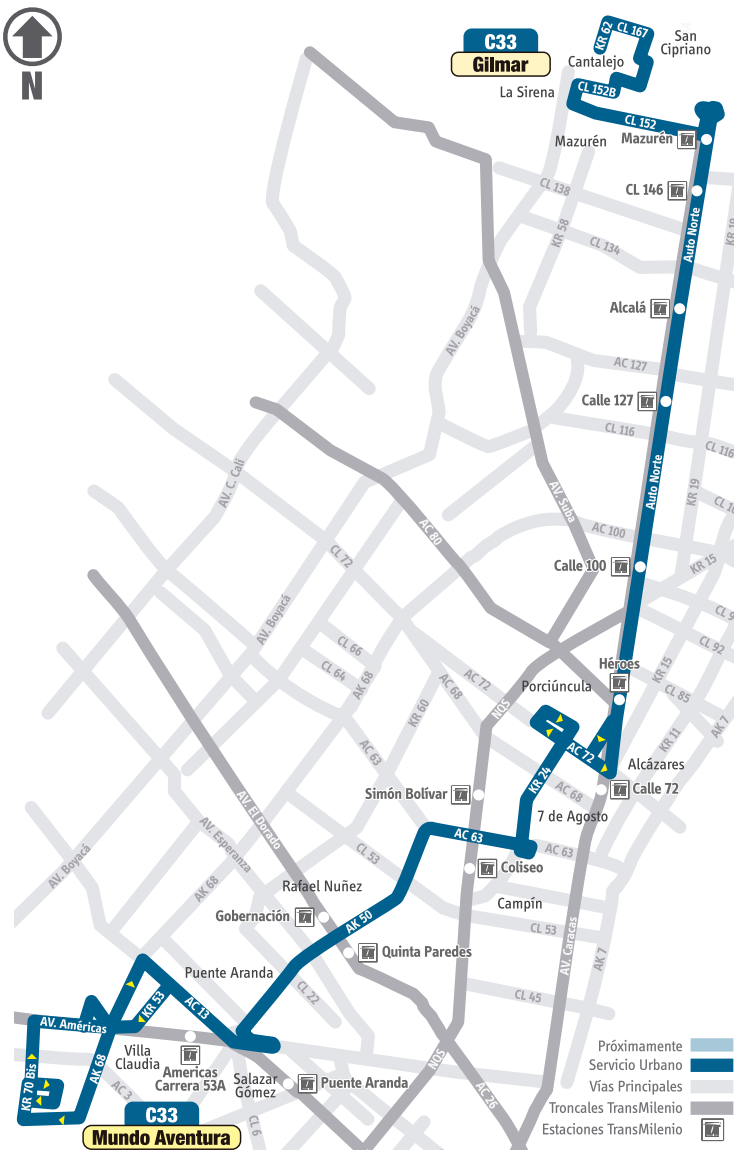 N
C33
Gilmar
KR 62
CL 167
San
Cipriano
Cantalejo
La Sirena
CL 152B
CL 152
Mazurén
Mazurén
CL 146
CL 138
KR 58
CL 134
Auto Norte
KR 19
Alcalá
AV. Boyacá
AC 127
Calle 127
CL 116
CL 116
AV. C. Cali
Auto Norte
KR 19
AV. Suba
AC 80
AC 100
CL 72
Calle 100
KR 15
AV. Boyacá
CL 66
CL 92
CL 64
AK 68
Héroes
KR 15
AC 72
AC 68
Porciúncula
CL 85
KR 60
NQS
KR 11
AK 7
AC 63
AC 72
Alcázares
KR 24
Simón Bolívar
AC 68
Calle 72
AV. El Dorado
7 de Agosto
AV. Esperanza
AC 63
CL 53
AC 63
AV. Boyacá
Coliseo
AK 68
Rafael Nuñez
Campín
Gobernación
AK 50
CL 53
AV. Caracas
AK 7
Quinta Paredes
Puente Aranda
CL 22
CL 45
KR 53
AC 13
AV. Américas
Villa
Claudia
NQS
Próximamente
Servicio Urbano
KR 70 Bis
AK 68
Americas
Carrera 53A
Salazar
Gómez
Puente Aranda
Vías Principales
AC 3
AC 26
Troncales TransMilenio
CL 6
Estaciones TransMilenio
C33
Mundo Aventura